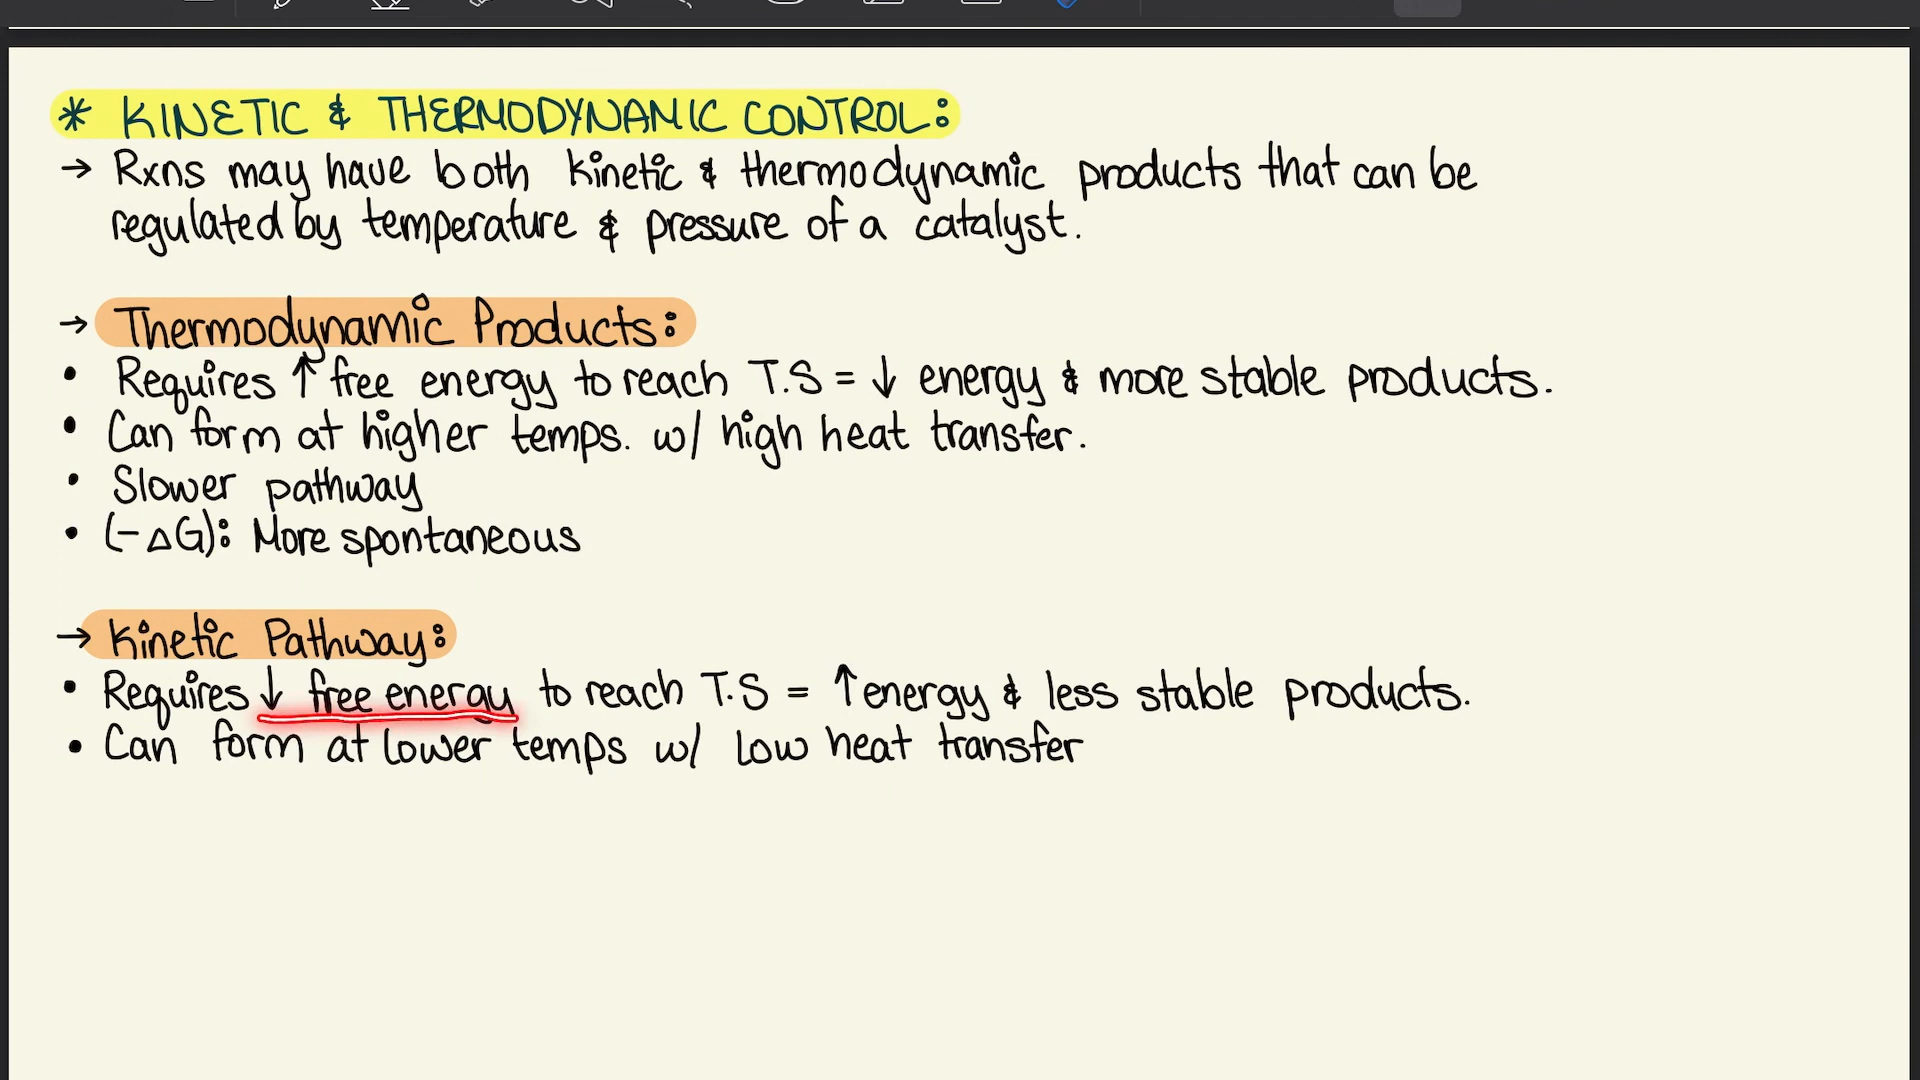 * KINETIC & THERMODYNAMIC CONTROL:
→ Rxns may have both kinetic & thermodynamic products that can be
regulated by temperature & pressure of a catalyst.
→ Thermodynamic Products:
• Requires ↑ free energy to reach T.S = ↓ energy & more stable products.
• Can form at higher temps. w/ high heat transfer.
• Slower pathway
• (-ΔG): More spontaneous
→ Kinetic Pathway:
• Requires ↓ free energy to reach T.S = ↑ energy & less stable products.
• Can form at lower temps w/ low heat transfer